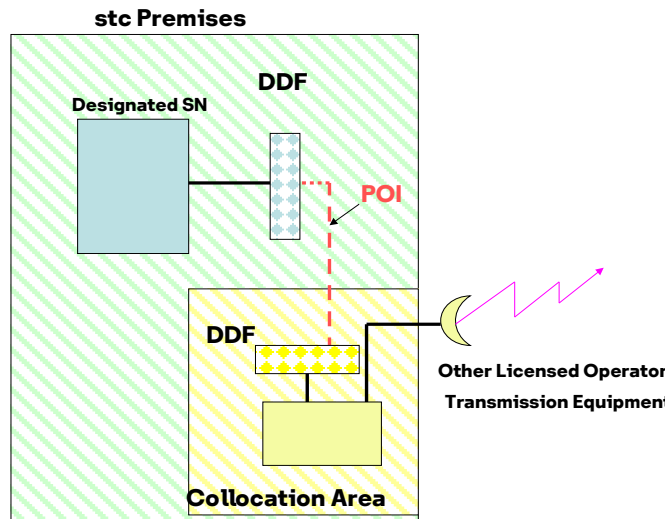 stc Premises
DDF
Designated SN
POI
DDF
Other Licensed Operator
Transmission Equipment
Collocation Area